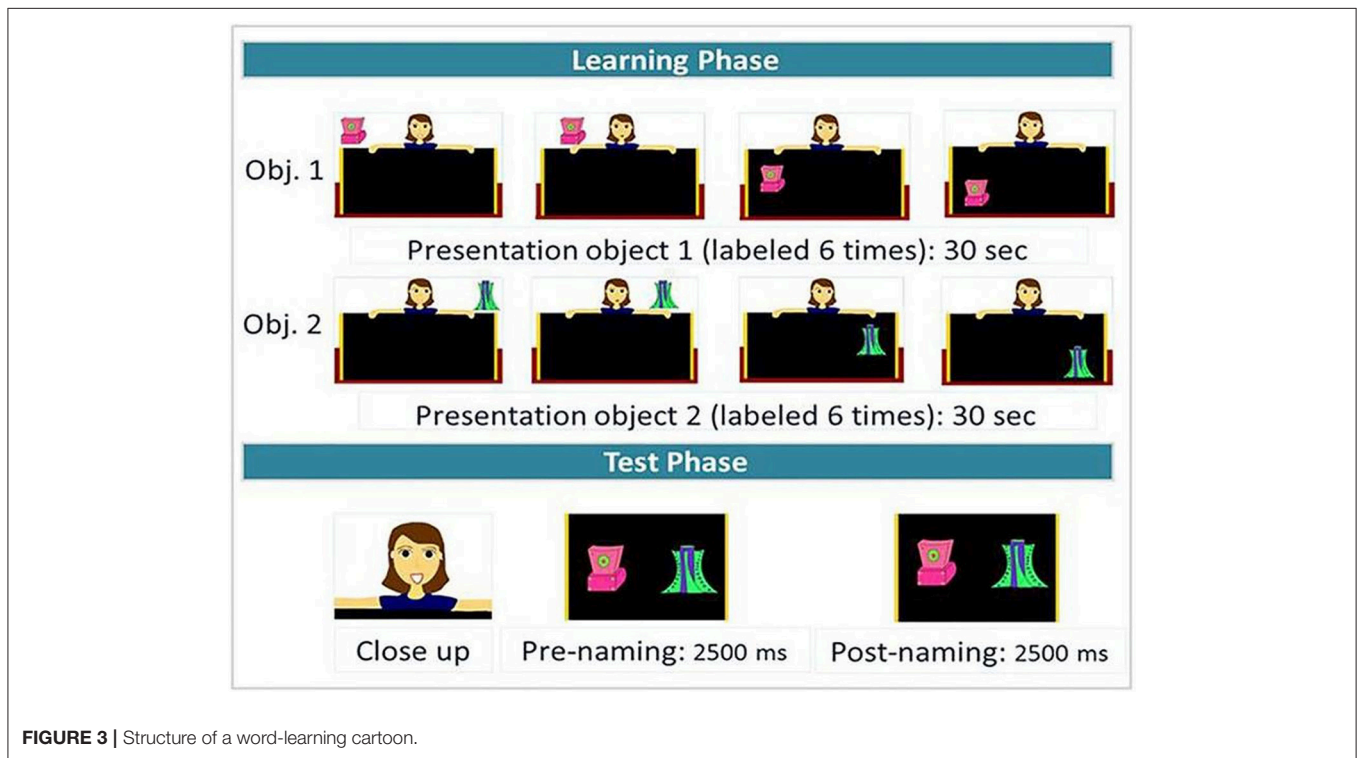 Learning Phase
Obj. 1
Presentation object 1 (labeled 6 times): 30 sec
Obj. 2
Presentation object 2 (labeled 6 times): 30 sec
Test Phase
Close up Pre-naming: 2500 ms Post-naming: 2500 ms
FIGURE 3 | Structure of a word-learning cartoon.